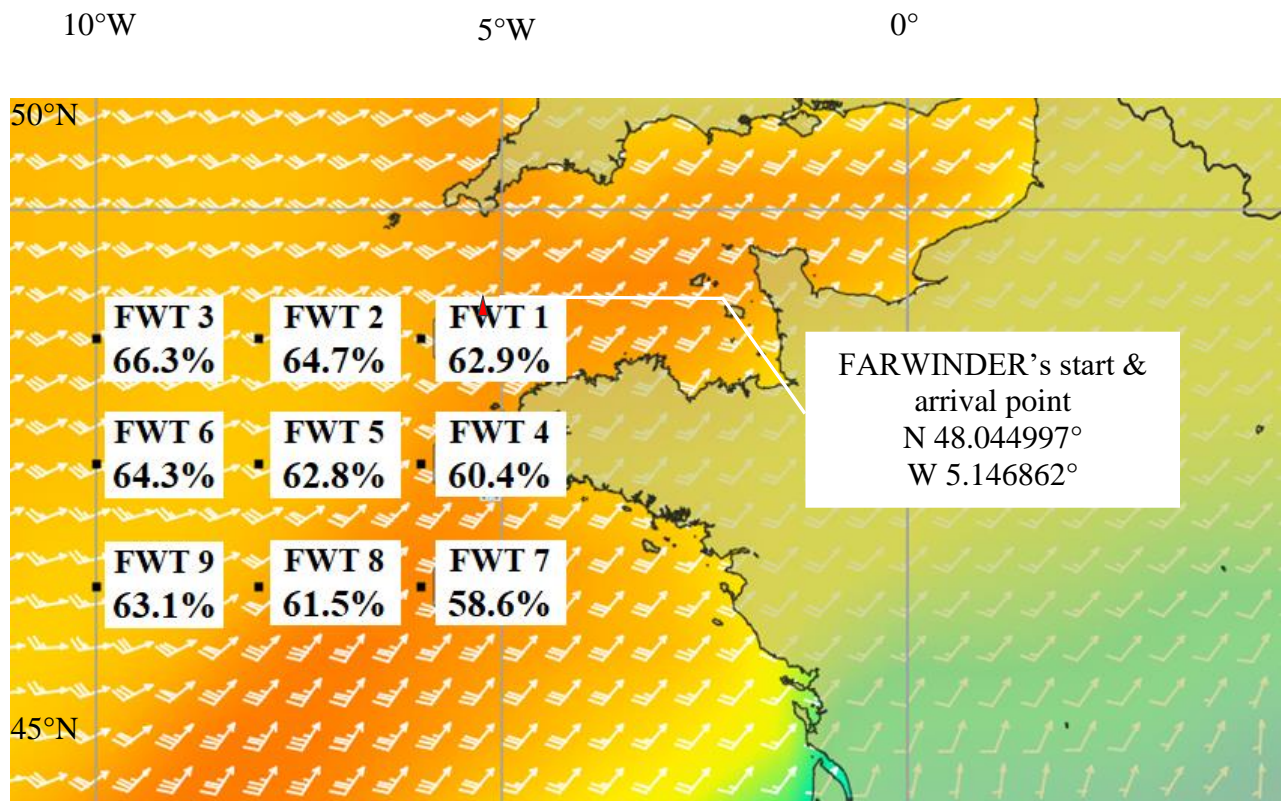 10°W
5°W
0°
50°N
FWT 3
66.3%
FWT 2
64.7%
FWT 1
62.9%
FARWINDER’s start &
arrival point
N 48.044997°
W 5.146862°
FWT 6
64.3%
FWT 5
62.8%
FWT 4
60.4%
FWT 9
63.1%
FWT 8
61.5%
FWT 7
58.6%
45°N